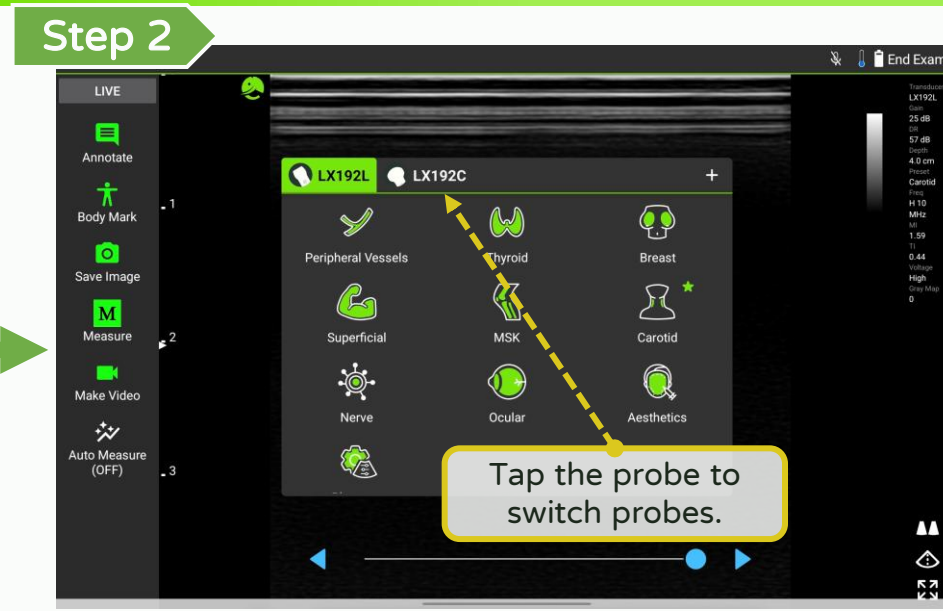 Step 2
End Exam
LIVE
Annotate
Body Mark
Save Image
M
Measure
Make Video
Auto Measure
(OFF)
1
2
3
LX192L
LX192C
+
Peripheral Vessels
Thyroid
Breast
Superficial
MSK
Carotid
Nerve
Ocular
Aesthetics
Tap the probe to
switch probes.
Transducer
LX192L
Gain
25 dB
DR
57 dB
Depth
4.0 cm
Preset
Carotid
Freq
H 10
MHz
MI
1.59
TI
0.44
Voltage
High
Gray Map
0